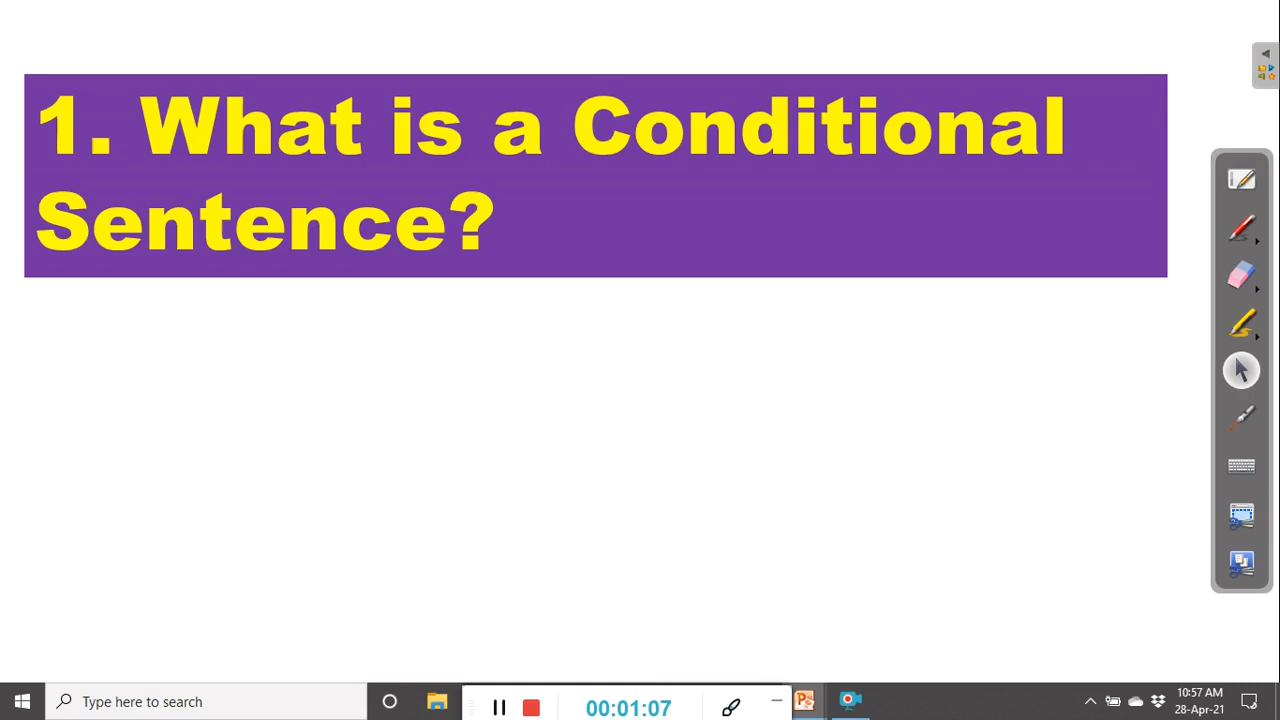 1. What is a Conditional
Sentence?
Type here to search
00:01:07
10:57 AM
28-Apr-21